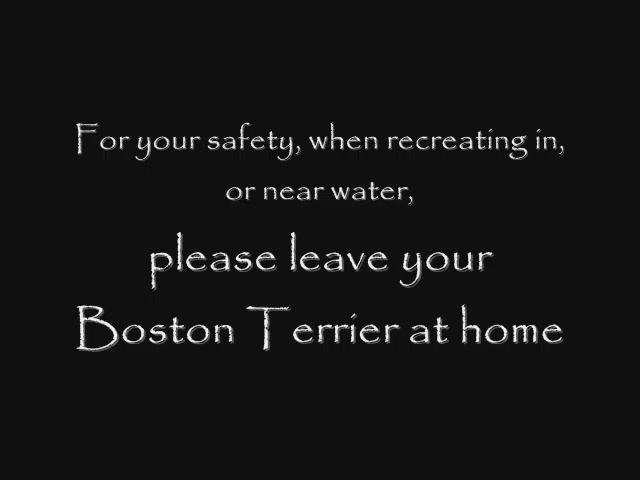 For your safety, when recreating in,
or near water,
please leave your
Boston Terrier at home